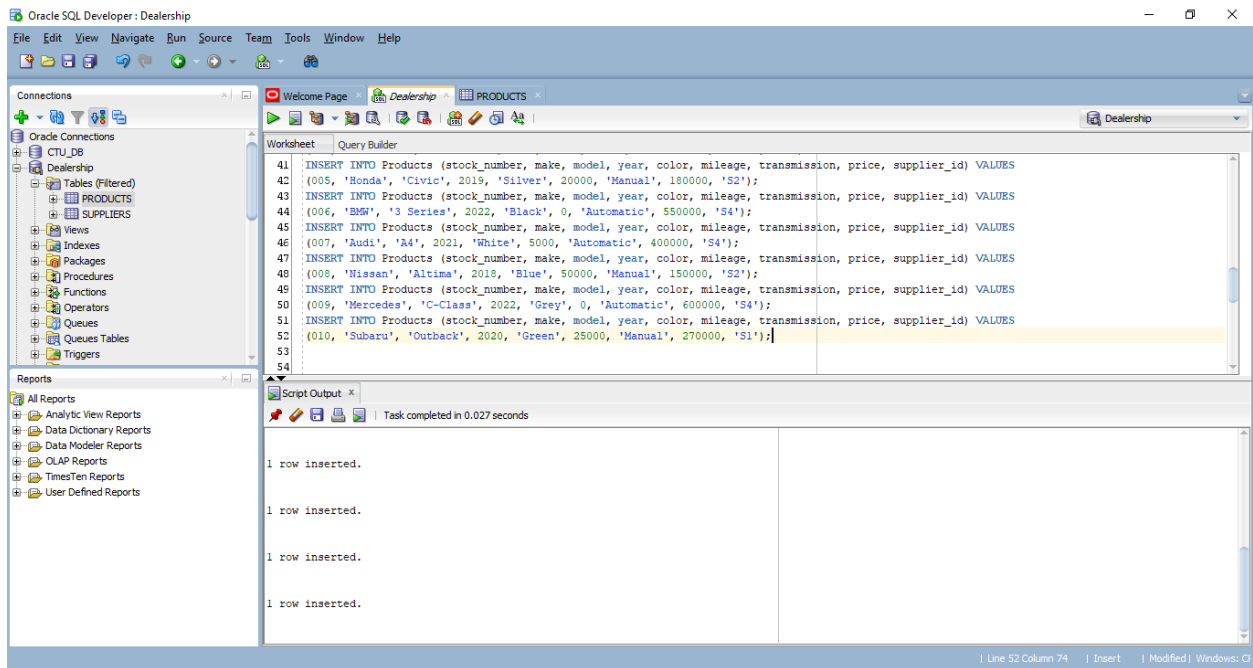 Oracle SQL Developer : Dealership
File Edit View Navigate Run Source Team Tools Window Help
Connections
Oracle Connections
CTU_DB
Dealership
Tables (Filtered)
PRODUCTS
SUPPLIERS
Views
Indexes
Packages
Procedures
Functions
Operators
Queues
Queues Tables
Triggers
Reports
All Reports
Analytic View Reports
Data Dictionary Reports
Data Modeler Reports
OLAP Reports
TimesTen Reports
User Defined Reports
Welcome Page Dealership PRODUCTS
Dealership
Worksheet Query Builder
41 INSERT INTO Products (stock_number, make, model, year, color, mileage, transmission, price, supplier_id) VALUES
42 (005, 'Honda', 'Civic', 2019, 'Silver', 20000, 'Manual', 180000, 'S2');
43 INSERT INTO Products (stock_number, make, model, year, color, mileage, transmission, price, supplier_id) VALUES
44 (006, 'BMW', '3 Series', 2022, 'Black', 0, 'Automatic', 550000, 'S4');
45 INSERT INTO Products (stock_number, make, model, year, color, mileage, transmission, price, supplier_id) VALUES
46 (007, 'Audi', 'A4', 2021, 'White', 5000, 'Automatic', 400000, 'S4');
47 INSERT INTO Products (stock_number, make, model, year, color, mileage, transmission, price, supplier_id) VALUES
48 (008, 'Nissan', 'Altima', 2018, 'Blue', 50000, 'Manual', 150000, 'S2');
49 INSERT INTO Products (stock_number, make, model, year, color, mileage, transmission, price, supplier_id) VALUES
50 (009, 'Mercedes', 'C-Class', 2022, 'Grey', 0, 'Automatic', 600000, 'S4');
51 INSERT INTO Products (stock_number, make, model, year, color, mileage, transmission, price, supplier_id) VALUES
52 (010, 'Subaru', 'Outback', 2020, 'Green', 25000, 'Manual', 270000, 'S1');
53
54
Script Output
Task completed in 0.027 seconds
1 row inserted.
1 row inserted.
1 row inserted.
1 row inserted.
Line 52 Column 74 | Insert | Modified | Windows: